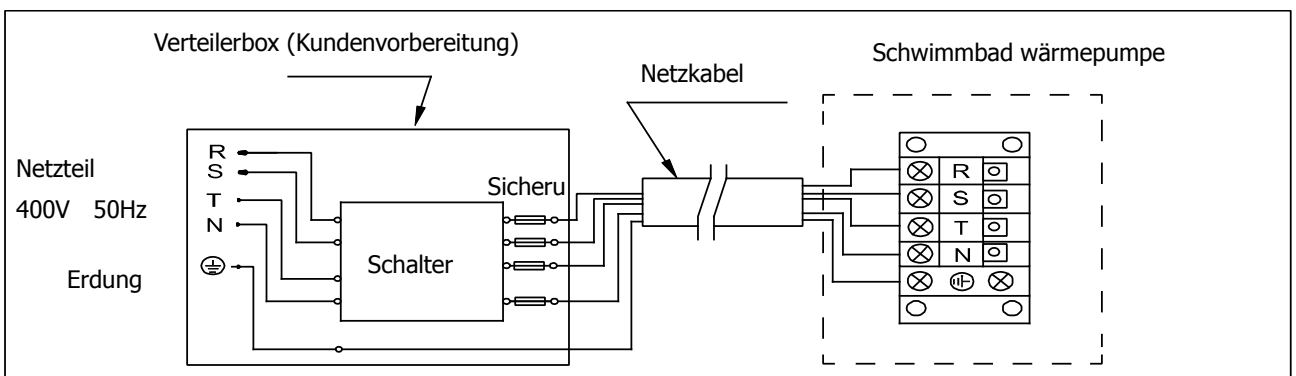 Verteilerbox (Kundenvorbereitung)
Netzkabel
Schwimmbad wärmepumpe
Netzteil
400V 50Hz
Erdung
R
S
T
N
Sicheru
Schalter
R
S
T
N